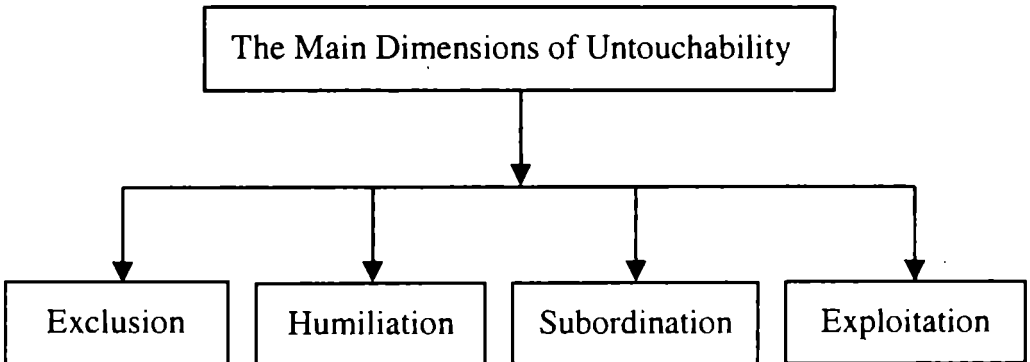 The Main Dimensions of Untouchability
Exclusion
Humiliation
Subordination
Exploitation